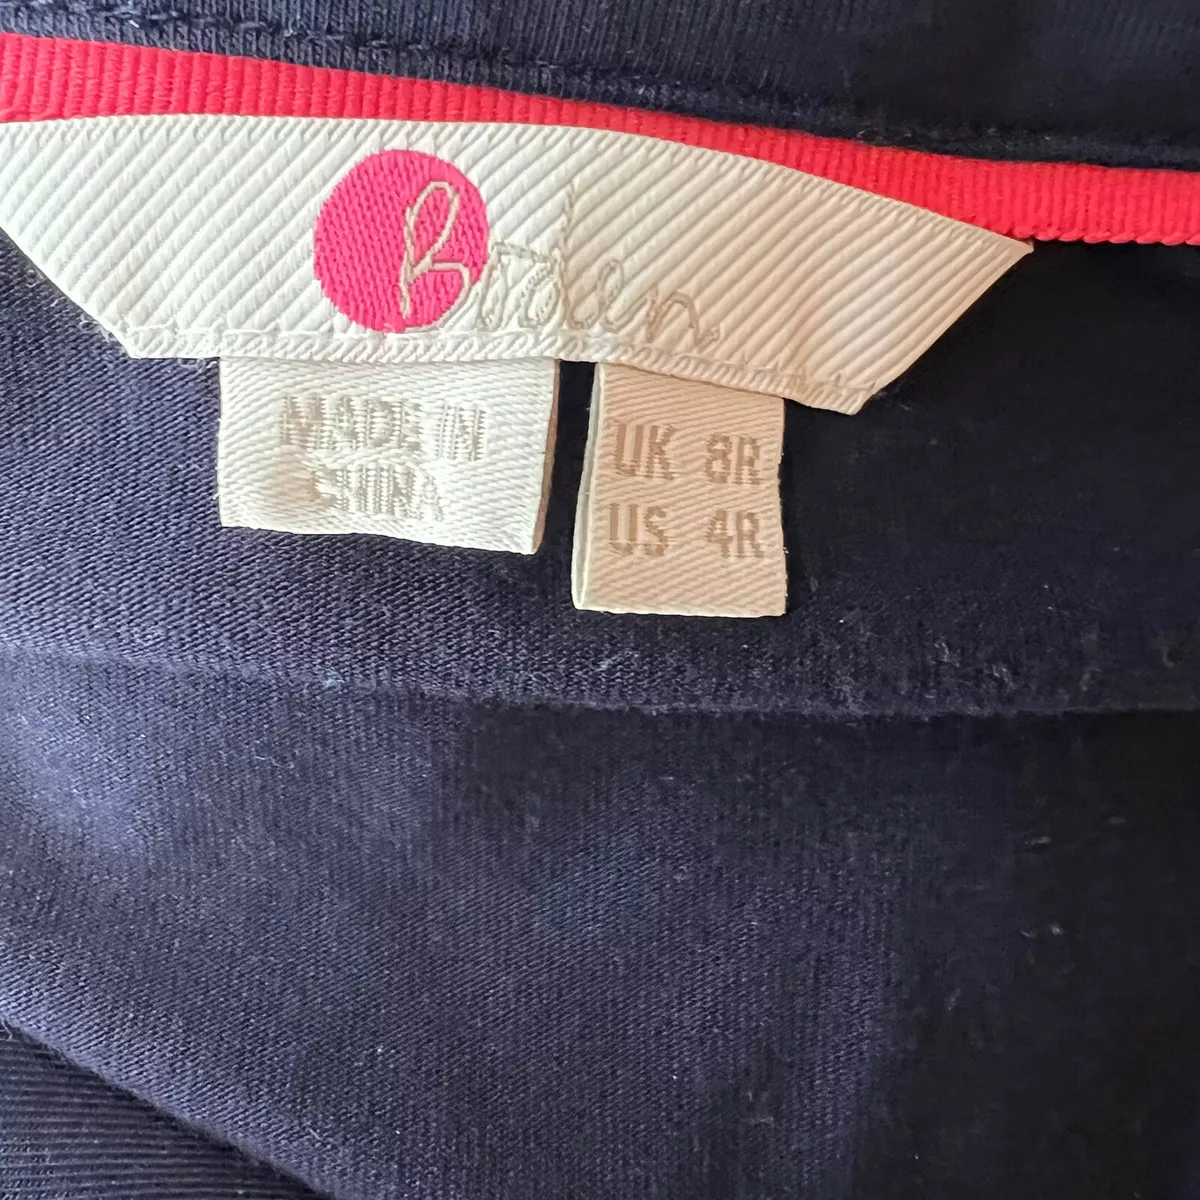 Boden
MADE IN
CHINA
UK 8R
US 4R